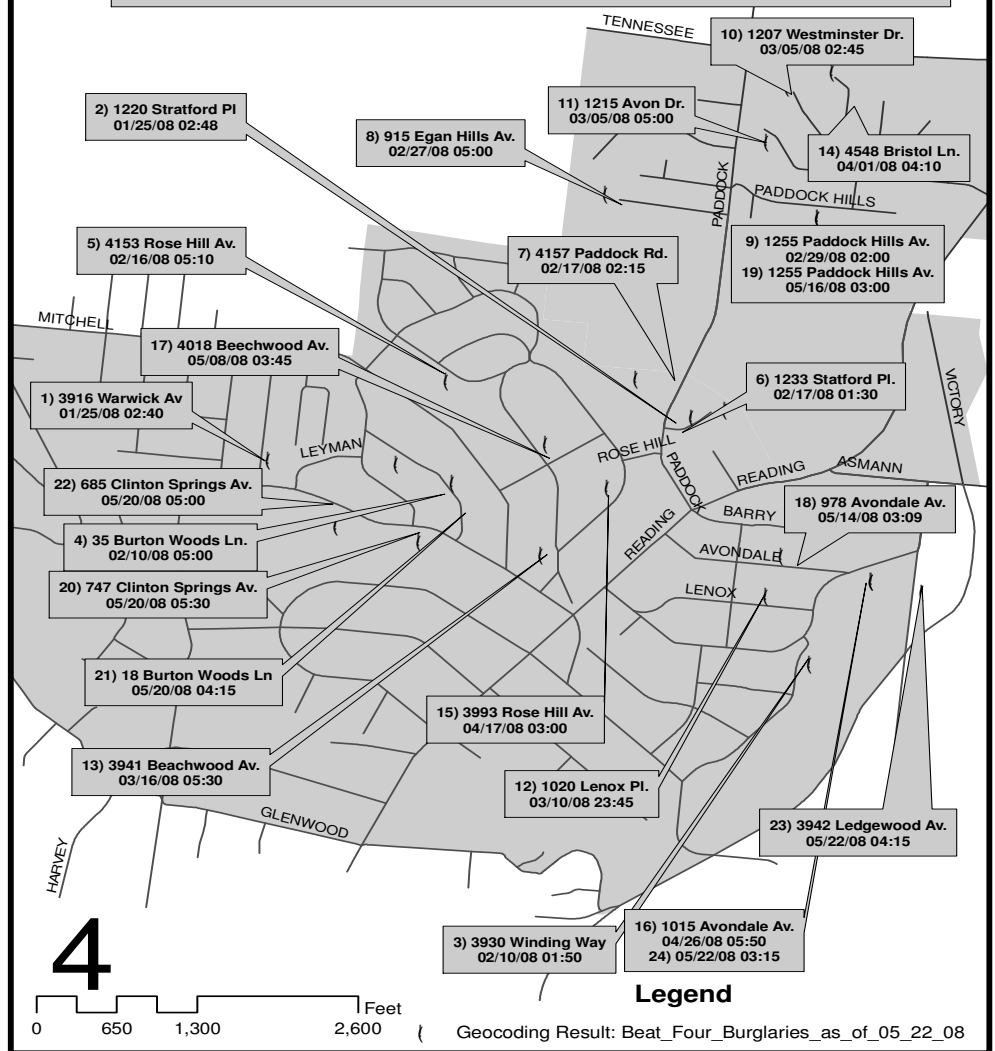 TENNESSEE
10) 1207 Westminster Dr.
03/05/08 02:45
2) 1220 Stratford Pl
01/25/08 02:48
11) 1215 Avon Dr.
03/05/08 05:00
8) 915 Egan Hills Av.
02/27/08 05:00
14) 4548 Bristol Ln.
04/01/08 04:10
PADDOCK
PADDOCK HILLS
5) 4153 Rose Hill Av.
02/16/08 05:10
7) 4157 Paddock Rd.
02/17/08 02:15
9) 1255 Paddock Hills Av.
02/29/08 02:00
19) 1255 Paddock Hills Av.
05/16/08 03:00
MITCHELL
17) 4018 Beechwood Av.
05/08/08 03:45
6) 1233 Statford Pl.
02/17/08 01:30
VICTORY
1) 3916 Warwick Av
01/25/08 02:40
LEYMAN
ROSE HILL
PADDOCK
READING
ASMANN
22) 685 Clinton Springs Av.
05/20/08 05:00
18) 978 Avondale Av.
05/14/08 03:09
BARRY
READING
4) 35 Burton Woods Ln.
02/10/08 05:00
AVONDALE
20) 747 Clinton Springs Av.
05/20/08 05:30
LENOX
21) 18 Burton Woods Ln
05/20/08 04:15
15) 3993 Rose Hill Av.
04/17/08 03:00
13) 3941 Beachwood Av.
03/16/08 05:30
12) 1020 Lenox Pl.
03/10/08 23:45
GLENWOOD
23) 3942 Ledgewood Av.
05/22/08 04:15
HARVEY
3) 3930 Winding Way
02/10/08 01:50
16) 1015 Avondale Av.
04/26/08 05:50
24) 05/22/08 03:15
4
Legend
Feet
0 650 1,300 2,600
Geocoding Result: Beat_Four_Burglaries_as_of_05_22_08